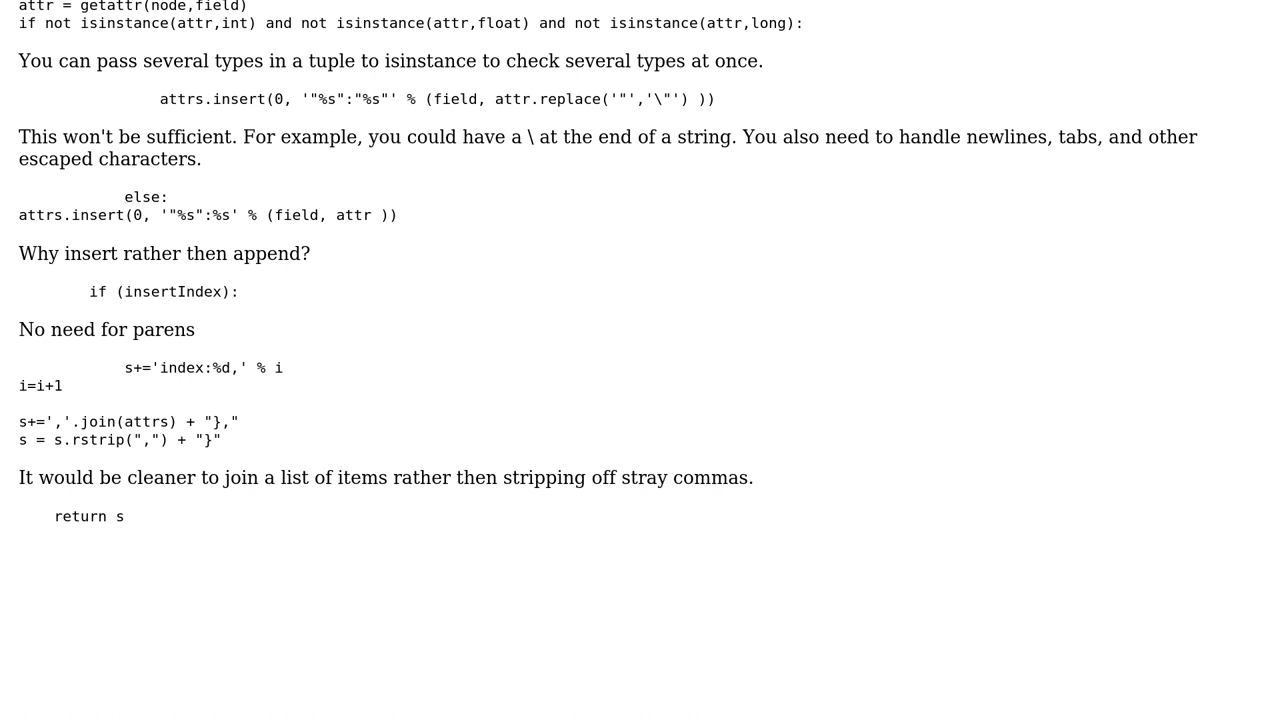 attr = getattr(node,field)
if not isinstance(attr,int) and not isinstance(attr,float) and not isinstance(attr,long):
You can pass several types in a tuple to isinstance to check several types at once.
attrs.insert(0, '"%s":"%s"' % (field, attr.replace('"','\"') ))
This won't be sufficient. For example, you could have a \ at the end of a string. You also need to handle newlines, tabs, and other
escaped characters.
else:
attrs.insert(0, '"%s":%s' % (field, attr ))
Why insert rather then append?
if (insertIndex):
No need for parens
s+='index:%d,' % i
i=i+1
s+=','.join(attrs) + "},"
s = s.rstrip(",") + "}"
It would be cleaner to join a list of items rather then stripping off stray commas.
return s